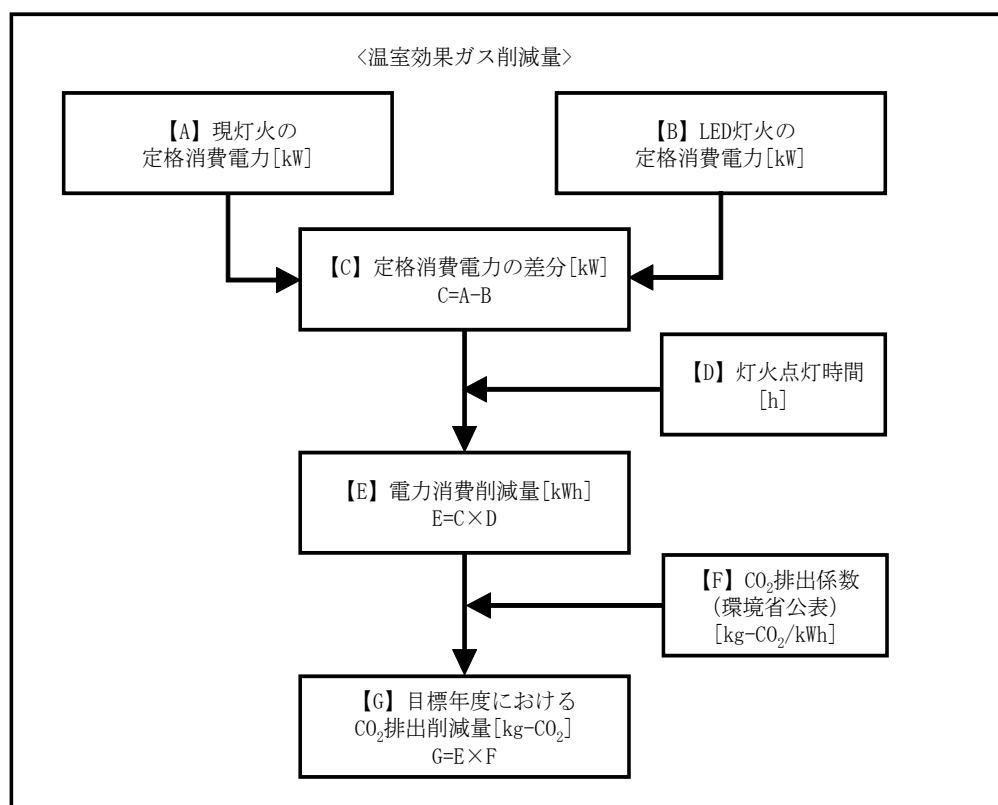 〈温室効果ガス削減量〉
【A】現灯火の
定格消費電力[kW]
【B】LED灯火の
定格消費電力[kW]
【C】定格消費電力の差分[kW]
C=A-B
【D】灯火点灯時間
[h]
【E】電力消費削減量[kWh]
E=C×D
【F】CO₂排出係数
(環境省公表)
[kg-CO₂/kWh]
【G】目標年度における
CO₂排出削減量[kg-CO₂]
G=E×F